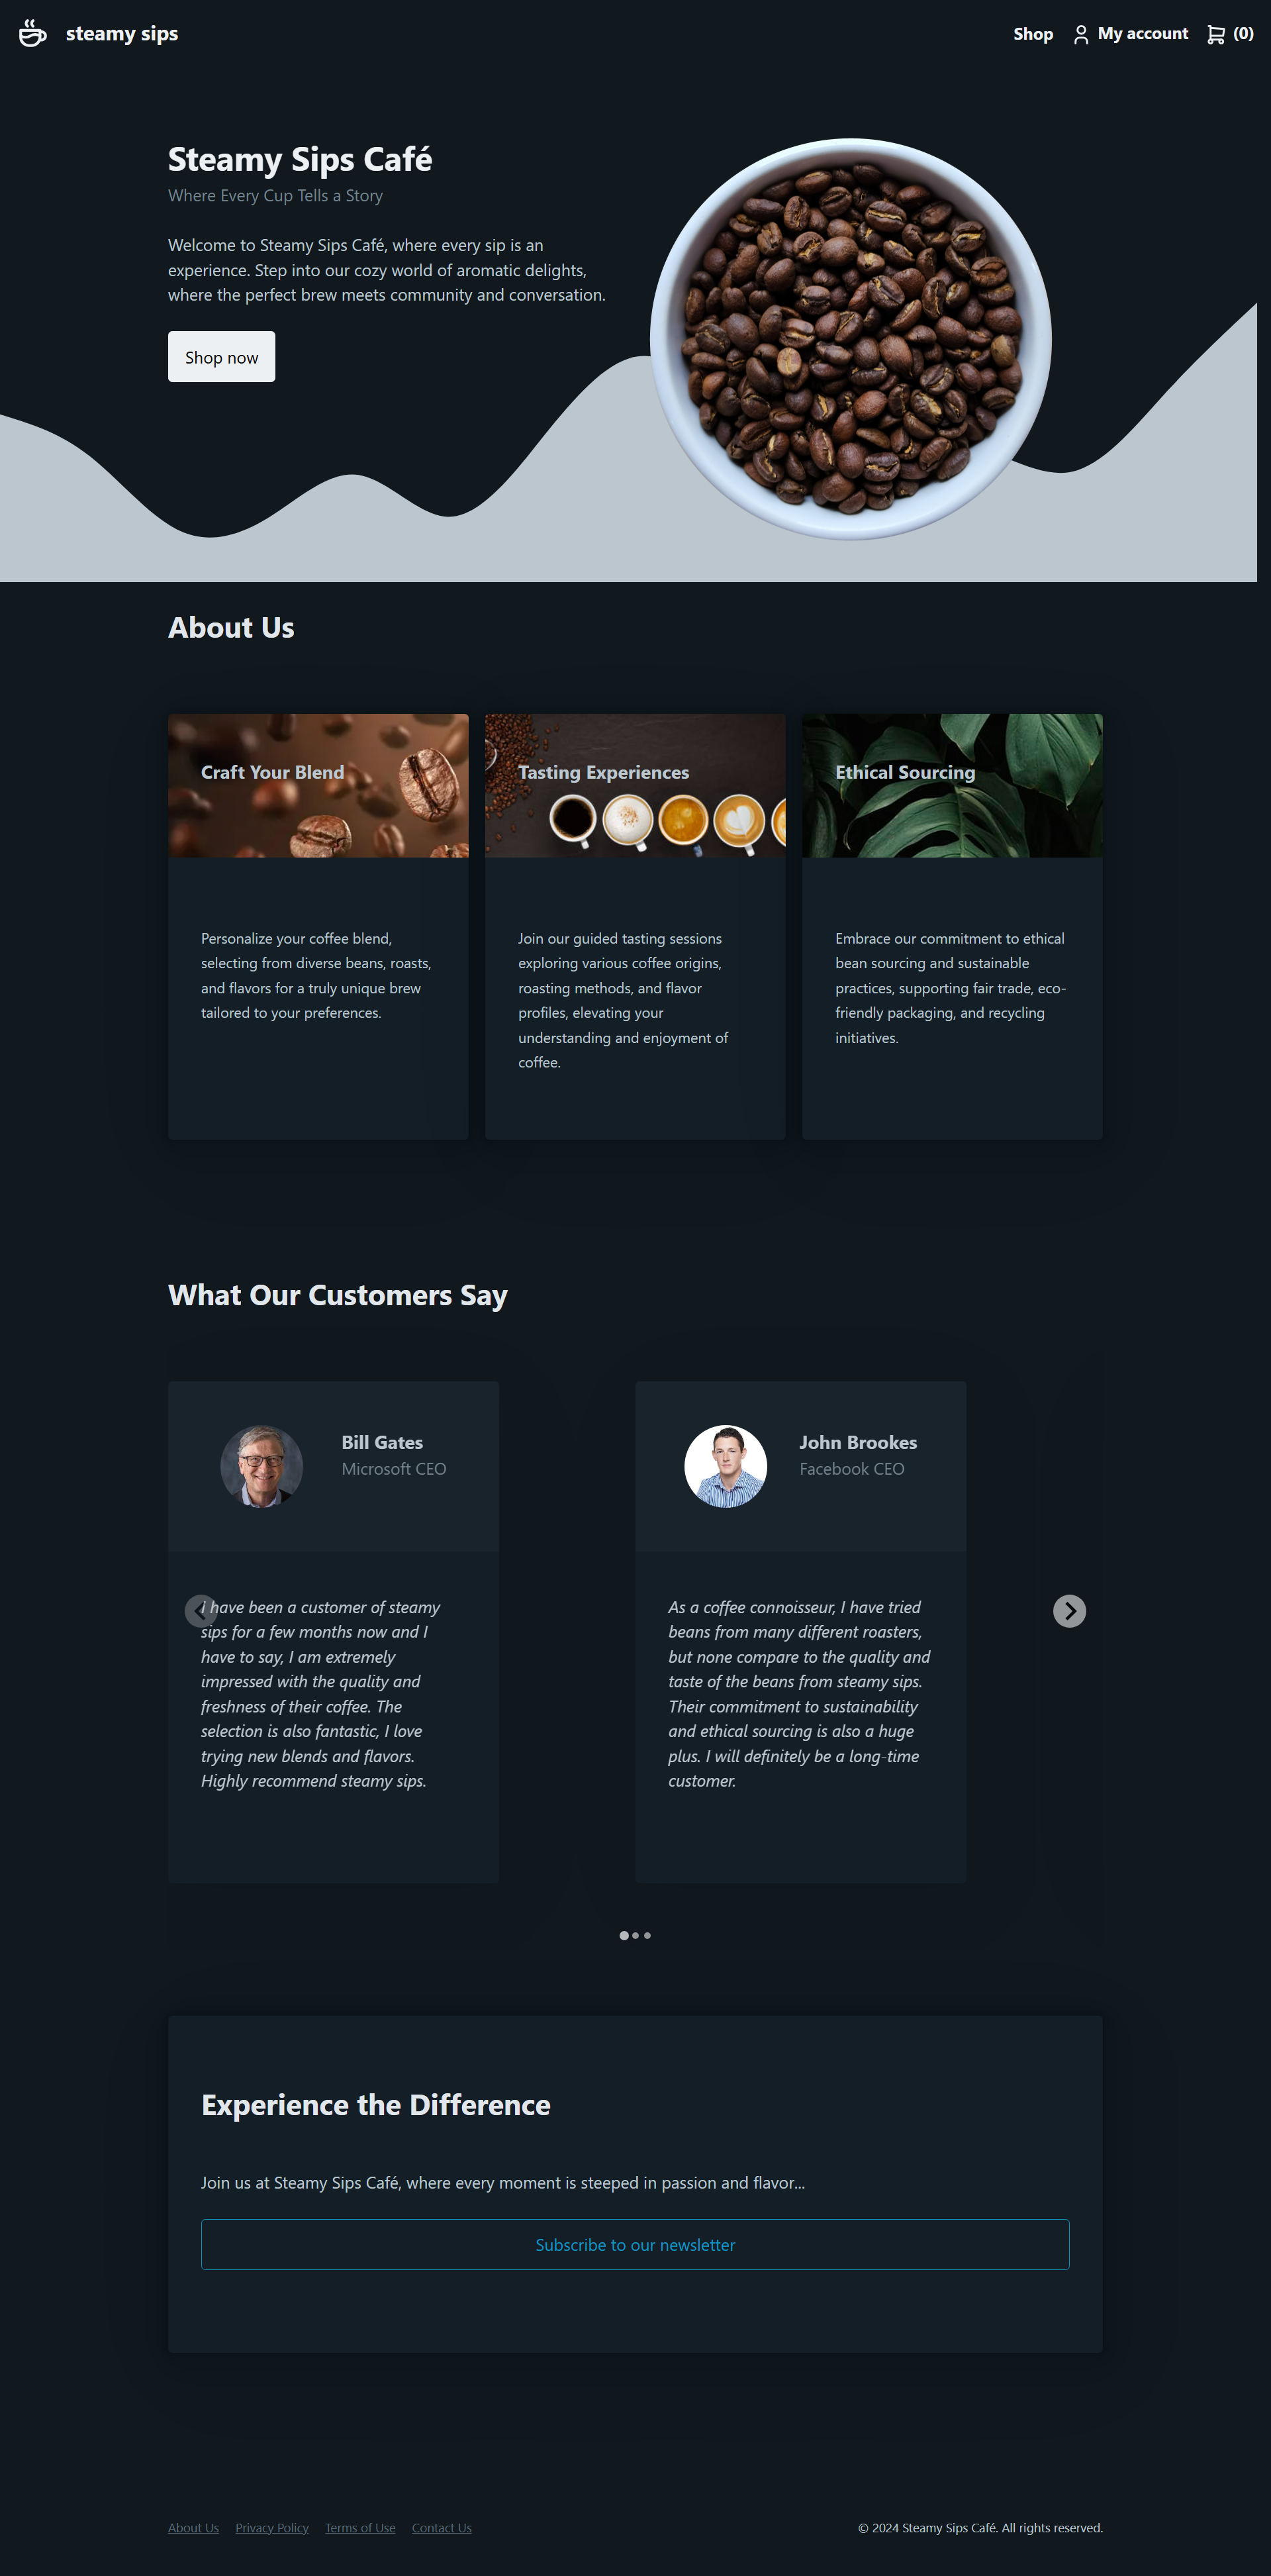 steamy sips
Shop
My account
(0)
Steamy Sips Café
Where Every Cup Tells a Story
Welcome to Steamy Sips Café, where every sip is an
experience. Step into our cozy world of aromatic delights,
where the perfect brew meets community and conversation.
Shop now
About Us
Craft Your Blend
Personalize your coffee blend,
selecting from diverse beans, roasts,
and flavors for a truly unique brew
tailored to your preferences.
Tasting Experiences
Join our guided tasting sessions
exploring various coffee origins,
roasting methods, and flavor
profiles, elevating your
understanding and enjoyment of
coffee.
Ethical Sourcing
Embrace our commitment to ethical
bean sourcing and sustainable
practices, supporting fair trade, eco-
friendly packaging, and recycling
initiatives.
What Our Customers Say
Bill Gates
Microsoft CEO
I have been a customer of steamy
sips for a few months now and I
have to say, I am extremely
impressed with the quality and
freshness of their coffee. The
selection is also fantastic, I love
trying new blends and flavors.
Highly recommend steamy sips.
John Brookes
Facebook CEO
As a coffee connoisseur, I have tried
beans from many different roasters,
but none compare to the quality and
taste of the beans from steamy sips.
Their commitment to sustainability
and ethical sourcing is also a huge
plus. I will definitely be a long-time
customer.
Experience the Difference
Join us at Steamy Sips Café, where every moment is steeped in passion and flavor...
Subscribe to our newsletter
About Us
Privacy Policy
Terms of Use
Contact Us
© 2024 Steamy Sips Café. All rights reserved.